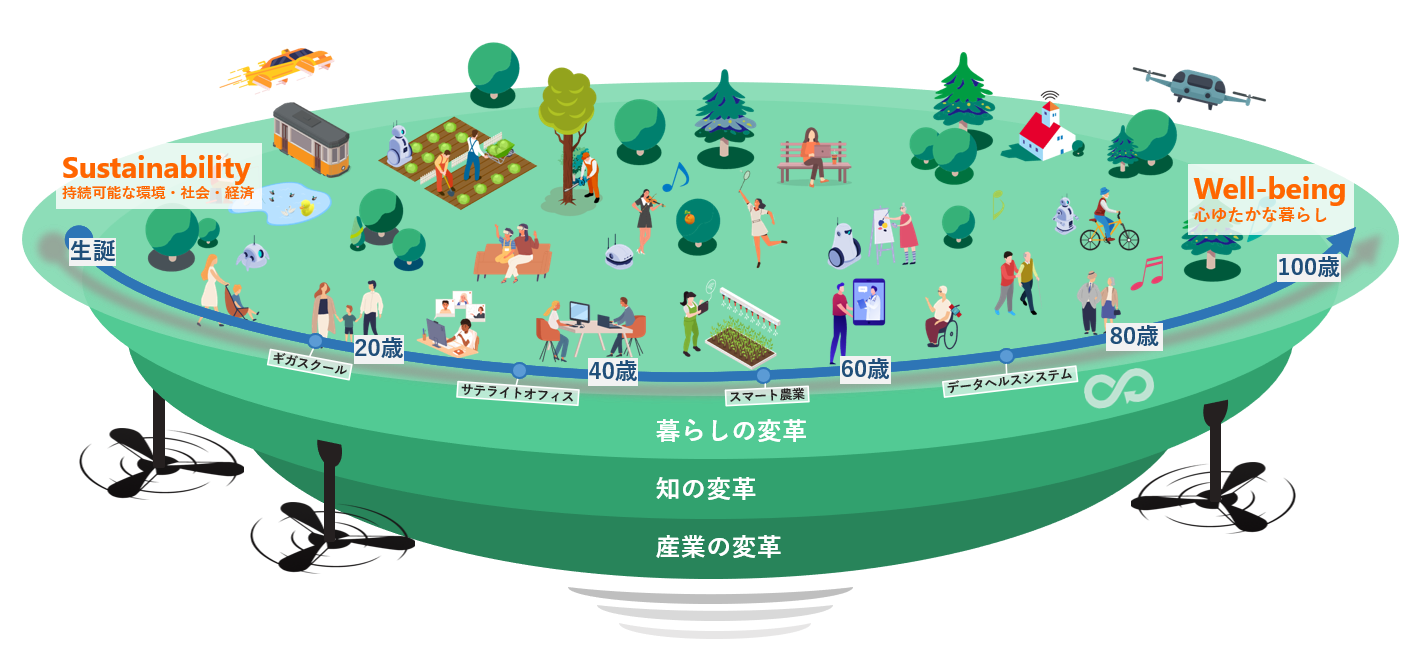 Sustainability
持続可能な環境・社会・経済
Well-being
心ゆたかな暮らし
生誕
20歳
40歳
60歳
80歳
100歳
ギガスクール
サテライトオフィス
スマート農業
データヘルスシステム
暮らしの変革
知の変革
産業の変革